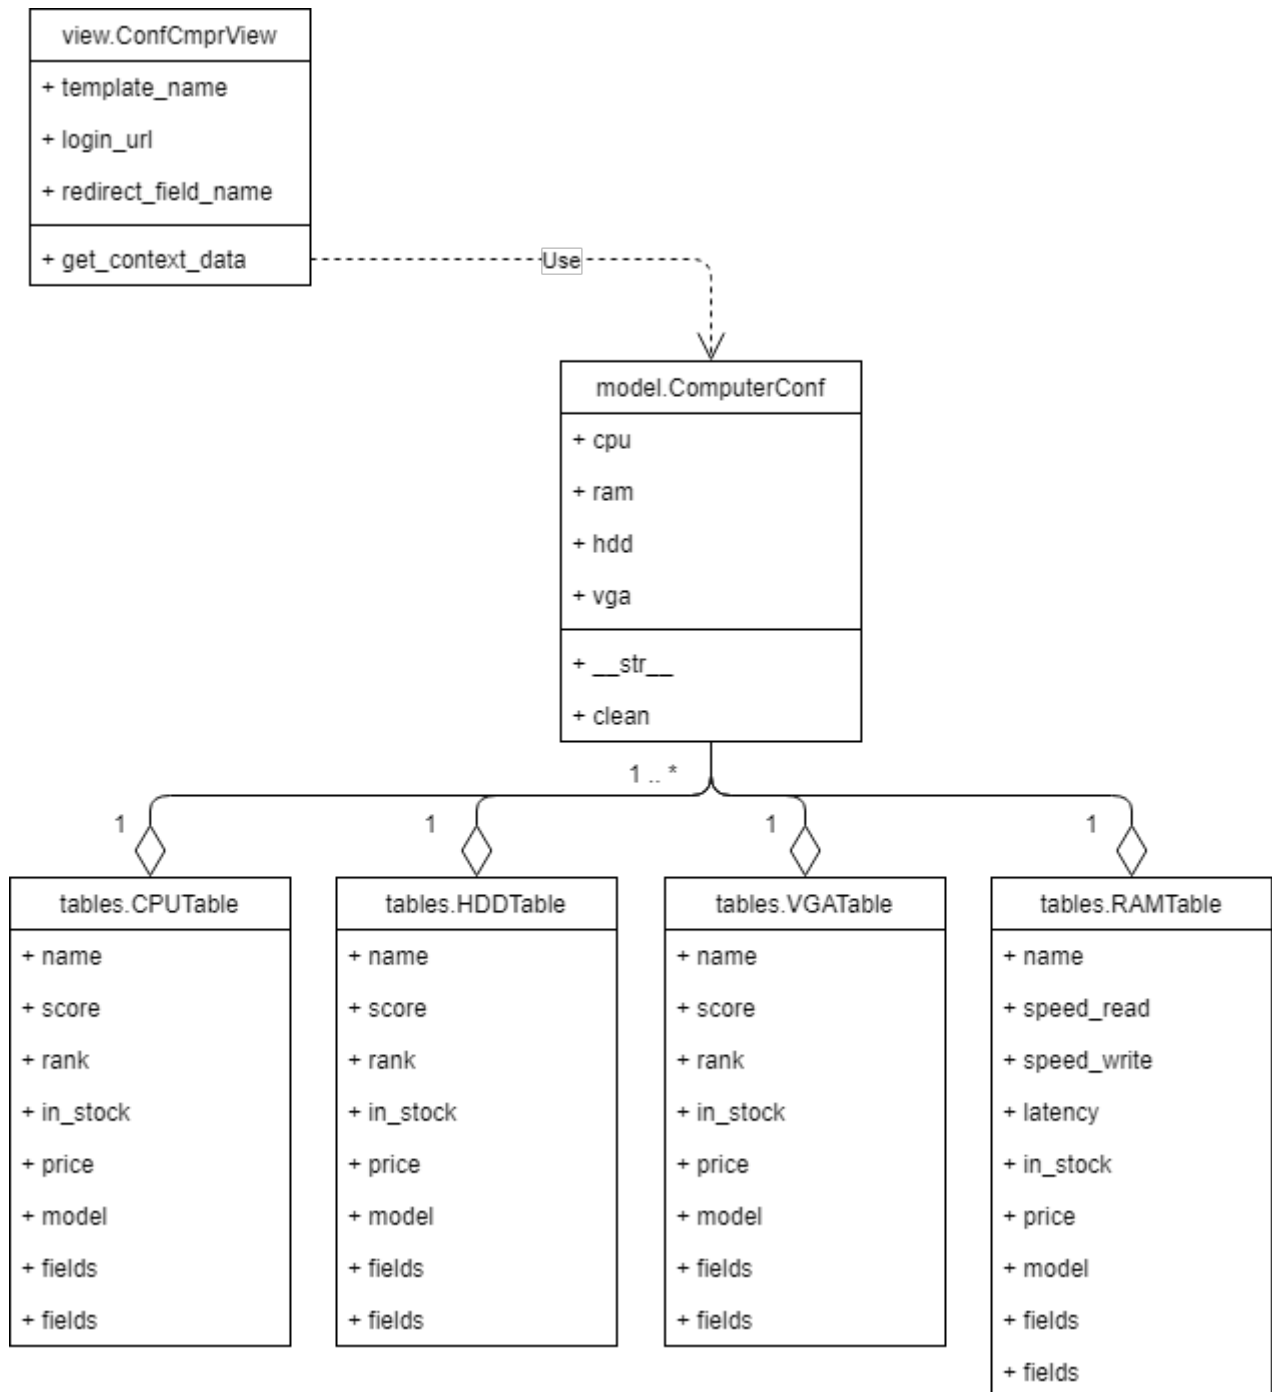 view.ConfCmprView
+ template_name
+ login_url
+ redirect_field_name
+ get_context_data
Use
model.ComputerConf
+ cpu
+ ram
+ hdd
+ vga
+ __str__
+ clean
1 .. *
1
1
1
1
tables.CPUTable
+ name
+ score
+ rank
+ in_stock
+ price
+ model
+ fields
+ fields
tables.HDDTable
+ name
+ score
+ rank
+ in_stock
+ price
+ model
+ fields
+ fields
tables.VGATable
+ name
+ score
+ rank
+ in_stock
+ price
+ model
+ fields
+ fields
tables.RAMTable
+ name
+ speed_read
+ speed_write
+ latency
+ in_stock
+ price
+ model
+ fields
+ fields